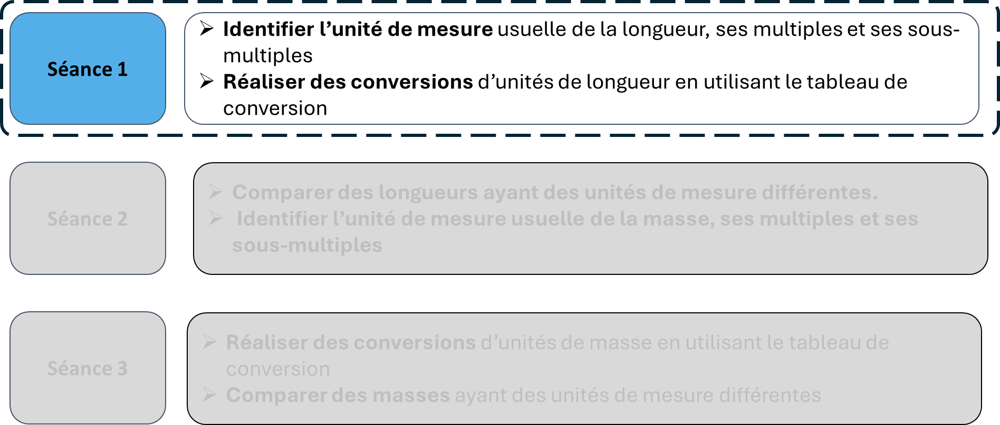 Séance 1
➢ Identifier l’unité de mesure usuelle de la longueur, ses multiples et ses sous-
multiples
➢ Réaliser des conversions d’unités de longueur en utilisant le tableau de
conversion
Séance 2
➢ Comparer des longueurs ayant des unités de mesure différentes.
➢ Identifier l’unité de mesure usuelle de la masse, ses multiples et ses
sous-multiples
Séance 3
➢ Réaliser des conversions d’unités de masse en utilisant le tableau de
conversion
➢ Comparer des masses ayant des unités de mesure différentes